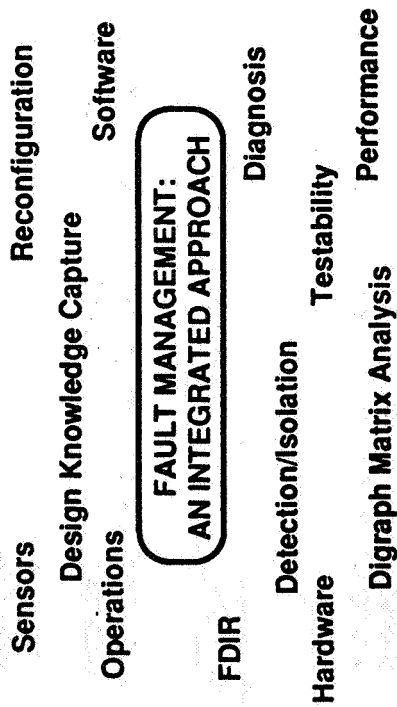 Sensors
Reconfiguration
Design Knowledge Capture
Operations
Software
FAULT MANAGEMENT:
AN INTEGRATED APPROACH
FDIR
Diagnosis
Detection/Isolation
Testability
Hardware
Performance
Digraph Matrix Analysis